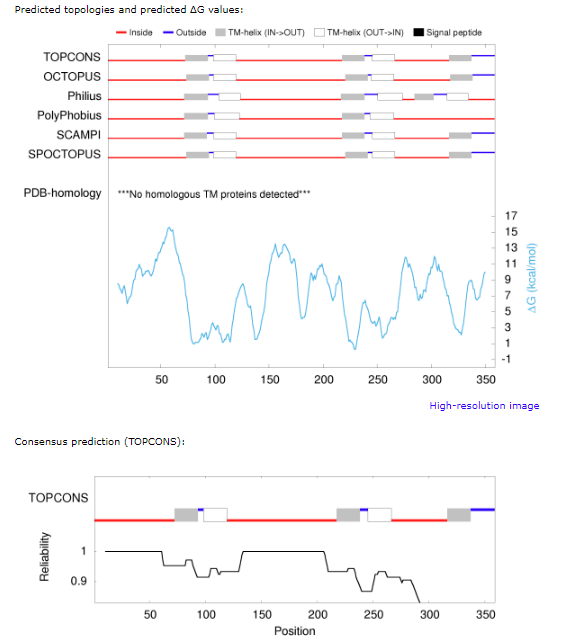 Predicted topologies and predicted ΔG values:
Inside Outside TM-helix (IN->OUT) TM-helix (OUT->IN) Signal peptide
TOPCONS
OCTOPUS
Philius
PolyPhobius
SCAMPI
SPOCTOPUS
PDB-homology ***No homologous TM proteins detected***
17
15
13
11
9
7
5
3
1
-1
ΔG (kcal/mol)
50 100 150 200 250 300 350
High-resolution image
Consensus prediction (TOPCONS):
TOPCONS
Reliability
1
0.9
50 100 150 200 250 300 350
Position